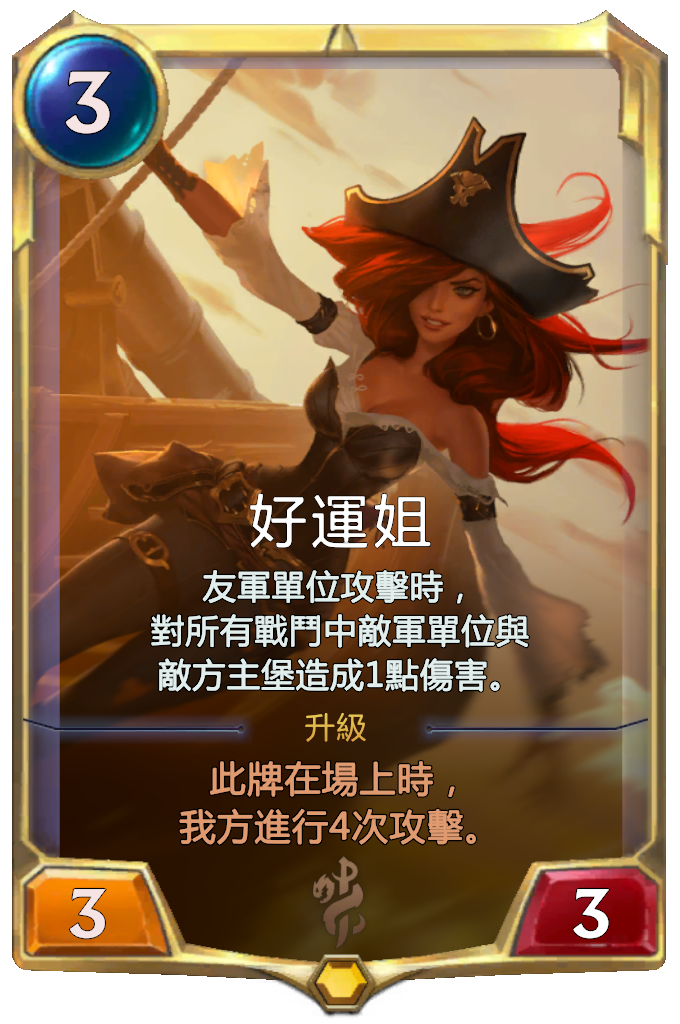 3
好運姐
友軍單位攻擊時，
對所有戰鬥中敵軍單位與
敵方主堡造成1點傷害。
升級
此牌在場上時，
我方進行4次攻擊。
3
3